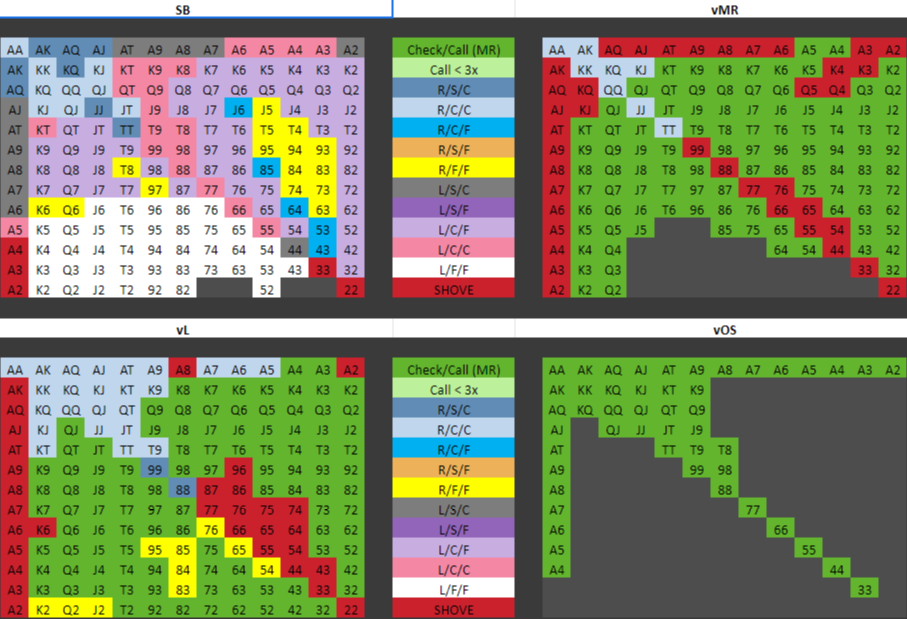 SB
AA AK AQ AJ AT A9 A8 A7 A6 A5 A4 A3 A2
AK KK KQ KJ KT K9 K8 K7 K6 K5 K4 K3 K2
AQ KQ QQ QJ QT Q9 Q8 Q7 Q6 Q5 Q4 Q3 Q2
AJ KJ QJ JJ JT J9 J8 J7 J6 J5 J4 J3 J2
AT KT QT JT TT T9 T8 T7 T6 T5 T4 T3 T2
A9 K9 Q9 J9 T9 99 98 97 96 95 94 93 92
A8 K8 Q8 J8 T8 98 88 87 86 85 84 83 82
A7 K7 Q7 J7 T7 97 87 77 76 75 74 73 72
A6 K6 Q6 J6 T6 96 86 76 66 65 64 63 62
A5 K5 Q5 J5 T5 95 85 75 65 55 54 53 52
A4 K4 Q4 J4 T4 94 84 74 64 54 44 43 42
A3 K3 Q3 J3 T3 93 83 73 63 53 43 33 32
A2 K2 Q2 J2 T2 92 82 52 22
Check/Call (MR)
Call < 3x
R/S/C
R/C/C
R/C/F
R/S/F
R/F/F
L/S/C
L/S/F
L/C/F
L/C/C
L/F/F
SHOVE
vMR
AA AK AQ AJ AT A9 A8 A7 A6 A5 A4 A3 A2
AK KK KQ KJ KT K9 K8 K7 K6 K5 K4 K3 K2
AQ KQ QQ QJ QT Q9 Q8 Q7 Q6 Q5 Q4 Q3 Q2
AJ KJ QJ JJ JT J9 J8 J7 J6 J5 J4 J3 J2
AT KT QT JT TT T9 T8 T7 T6 T5 T4 T3 T2
A9 K9 Q9 J9 T9 99 98 97 96 95 94 93 92
A8 K8 Q8 J8 T8 98 88 87 86 85 84 83 82
A7 K7 Q7 J7 T7 97 87 77 76 75 74 73 72
A6 K6 Q6 J6 T6 96 86 76 66 65 64 63 62
A5 K5 Q5 J5 85 75 65 55 54 53 52
A4 K4 Q4 64 54 44 43 42
A3 K3 Q3 33 32
A2 K2 Q2 22
vL
AA AK AQ AJ AT A9 A8 A7 A6 A5 A4 A3 A2
AK KK KQ KJ KT K9 K8 K7 K6 K5 K4 K3 K2
AQ KQ QQ QJ QT Q9 Q8 Q7 Q6 Q5 Q4 Q3 Q2
AJ KJ QJ JJ JT J9 J8 J7 J6 J5 J4 J3 J2
AT KT QT JT TT T9 T8 T7 T6 T5 T4 T3 T2
A9 K9 Q9 J9 T9 99 98 97 96 95 94 93 92
A8 K8 Q8 J8 T8 98 88 87 86 85 84 83 82
A7 K7 Q7 J7 T7 97 87 77 76 75 74 73 72
A6 K6 Q6 J6 T6 96 86 76 66 65 64 63 62
A5 K5 Q5 J5 T5 95 85 75 65 55 54 53 52
A4 K4 Q4 J4 T4 94 84 74 64 54 44 43 42
A3 K3 Q3 J3 T3 93 83 73 63 53 43 33 32
A2 K2 Q2 J2 T2 92 82 72 62 52 42 32 22
Check/Call (MR)
Call < 3x
R/S/C
R/C/C
R/C/F
R/S/F
R/F/F
L/S/C
L/S/F
L/C/F
L/C/C
L/F/F
SHOVE
vOS
AA AK AQ AJ AT A9 A8 A7 A6 A5 A4 A3 A2
AK KK KQ KJ KT K9
AQ KQ QQ QJ QT Q9
AJ QJ JJ JT J9
AT TT T9 T8
A9 99 98
A8 88
A7 77
A6 66
A5 55
A4 44
33